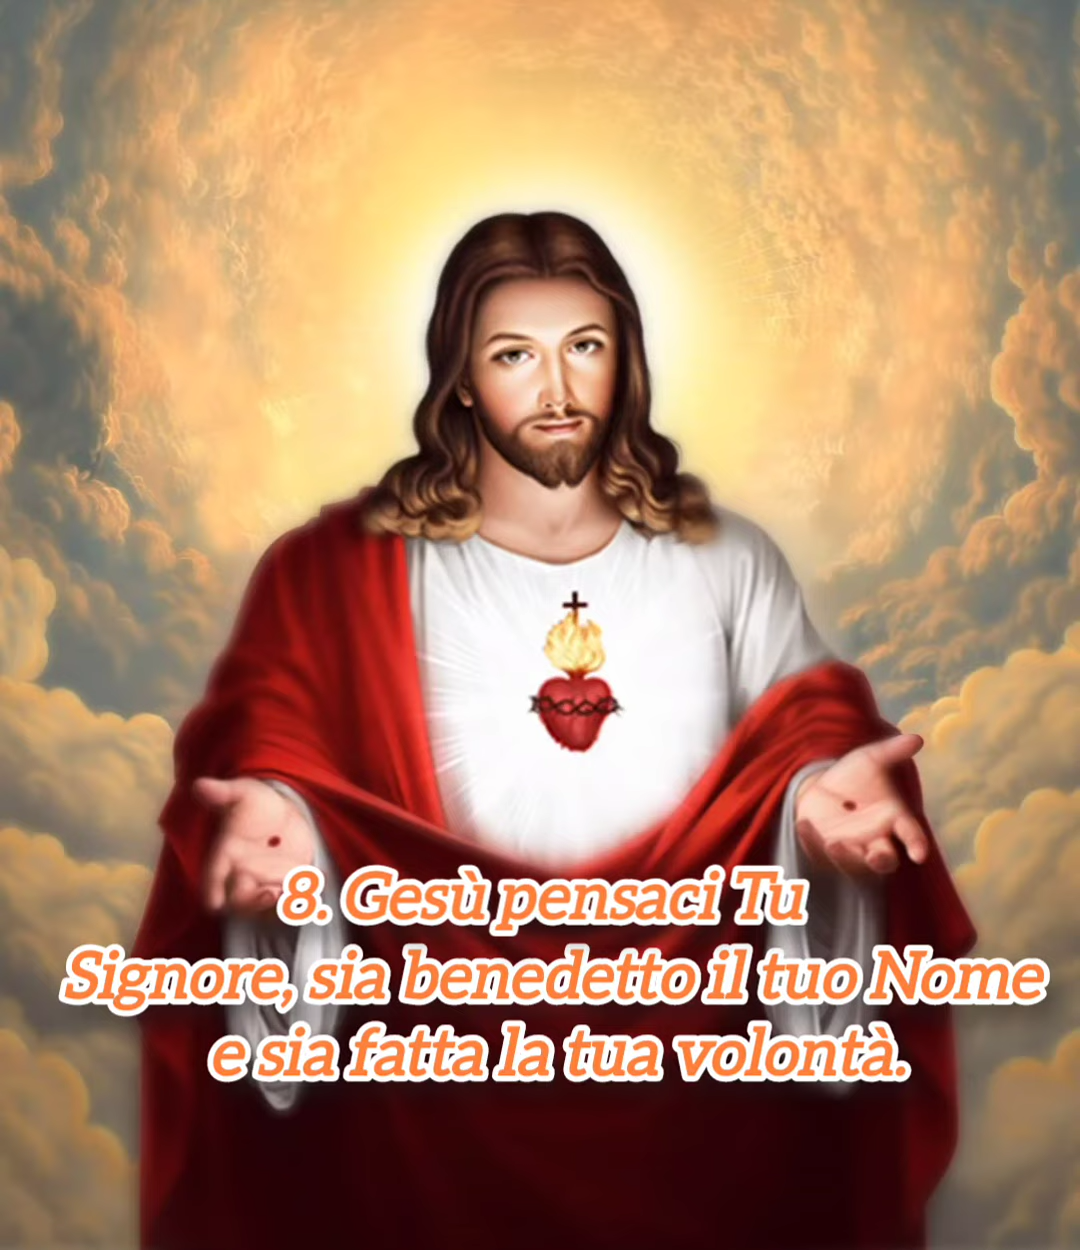 8. Gesù pensaci Tu
Signore, sia benedetto il tuo Nome
e sia fatta la tua volontà.